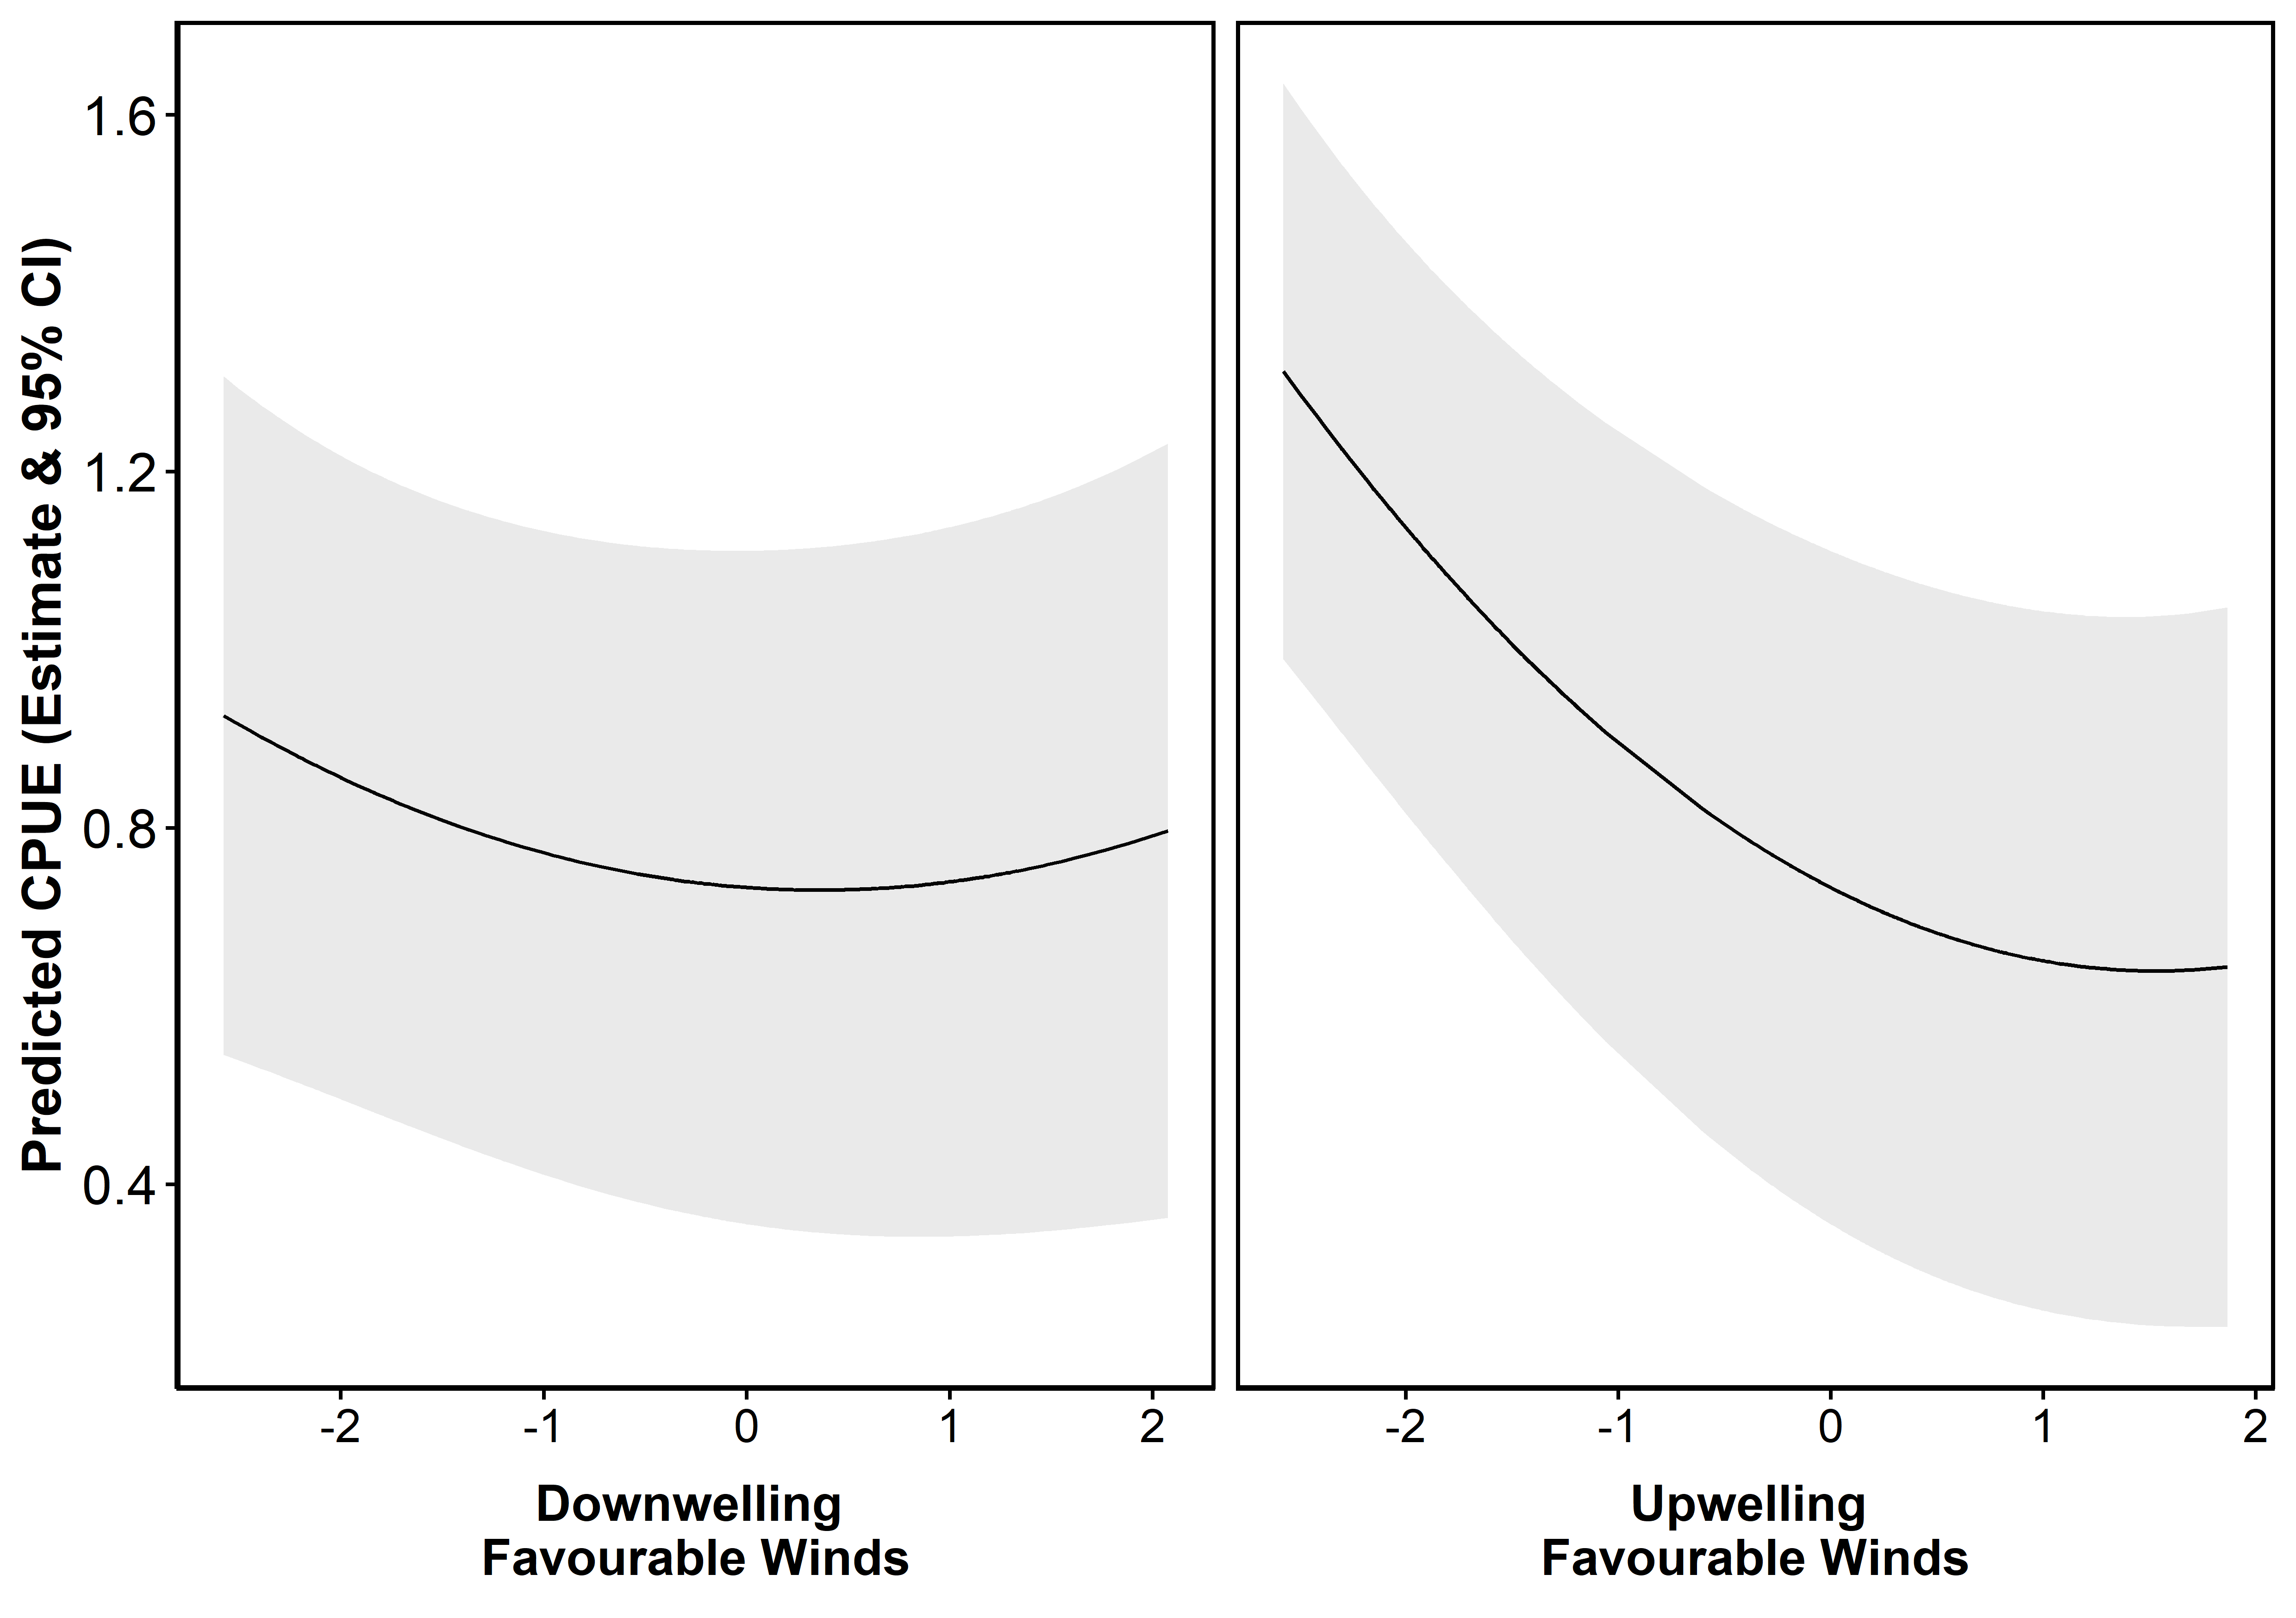 Predicted CPUE (Estimate & 95% CI)
1.6
1.2
0.8
0.4
-2 -1 0 1 2
-2 -1 0 1 2
Downwelling
Favourable Winds
Upwelling
Favourable Winds